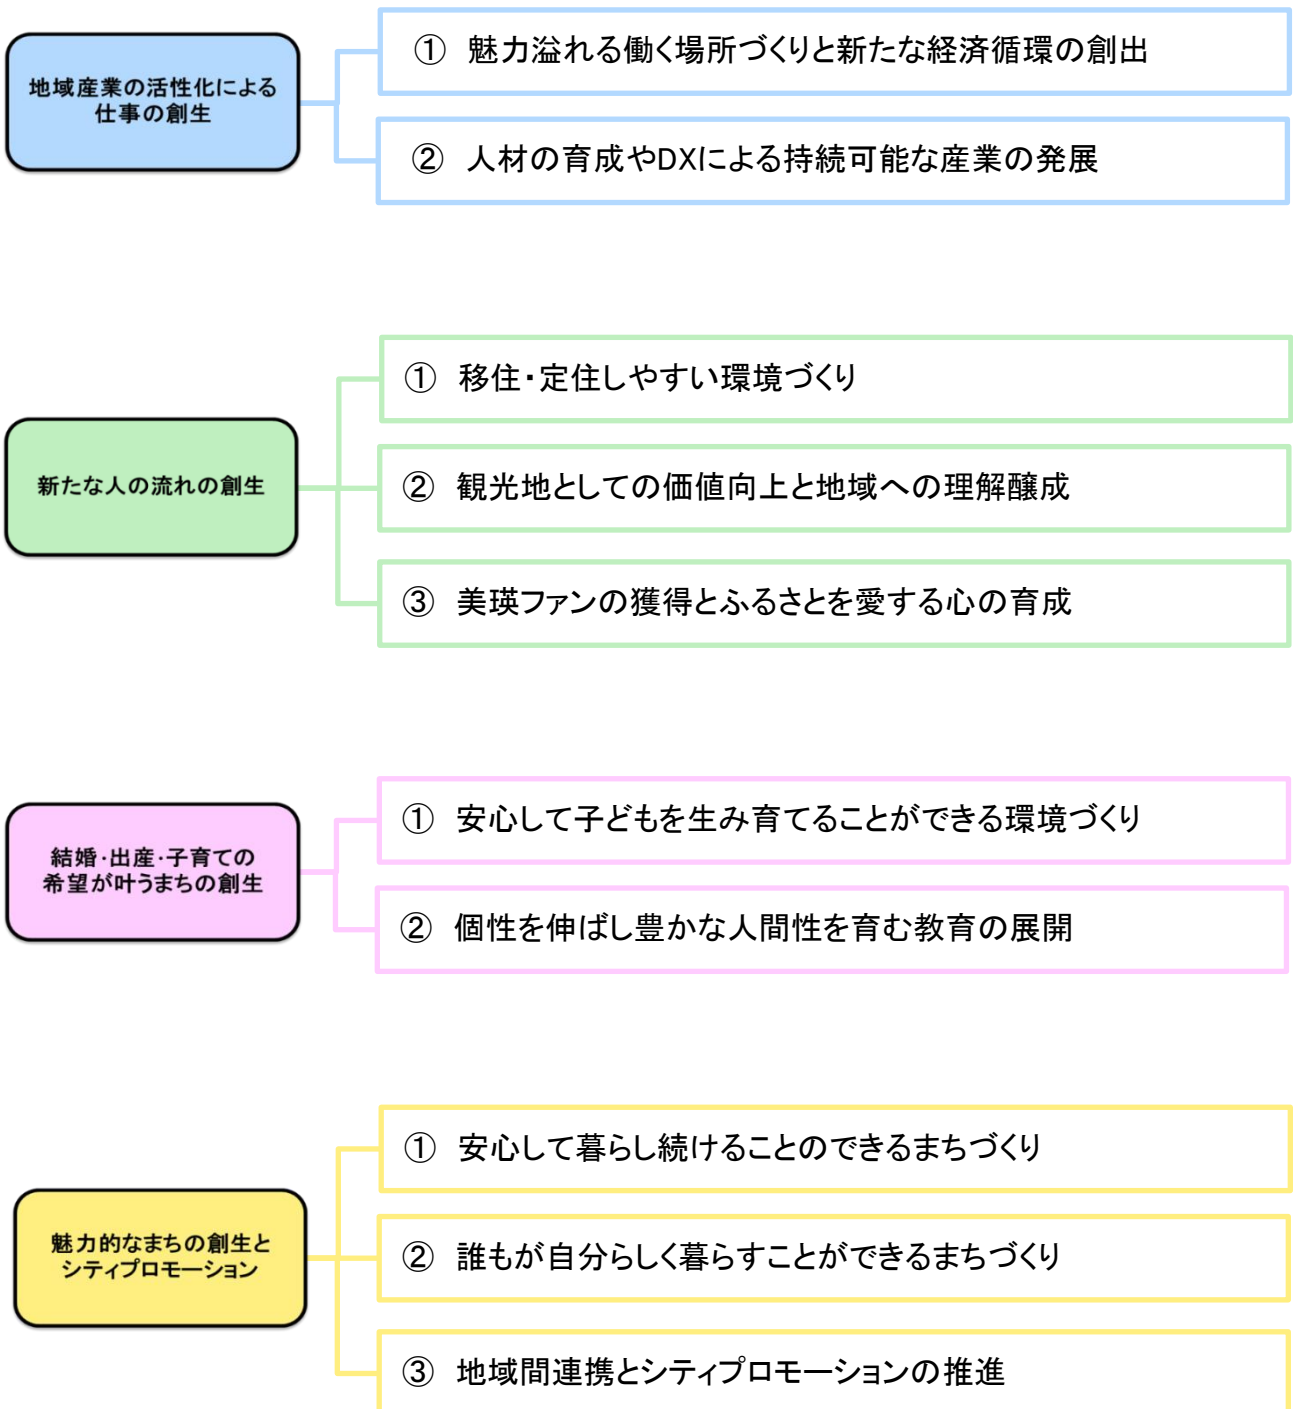 地域産業の活性化による
仕事の創生
① 魅力溢れる働く場所づくりと新たな経済循環の創出
② 人材の育成やDXによる持続可能な産業の発展
新たな人の流れの創生
① 移住・定住しやすい環境づくり
② 観光地としての価値向上と地域への理解醸成
③ 美瑛ファンの獲得とふるさとを愛する心の育成
結婚・出産・子育ての
希望が叶うまちの創生
① 安心して子どもを生み育てることができる環境づくり
② 個性を伸ばし豊かな人間性を育む教育の展開
魅力的なまちの創生と
シティプロモーション
① 安心して暮らし続けることのできるまちづくり
② 誰もが自分らしく暮らすことができるまちづくり
③ 地域間連携とシティプロモーションの推進